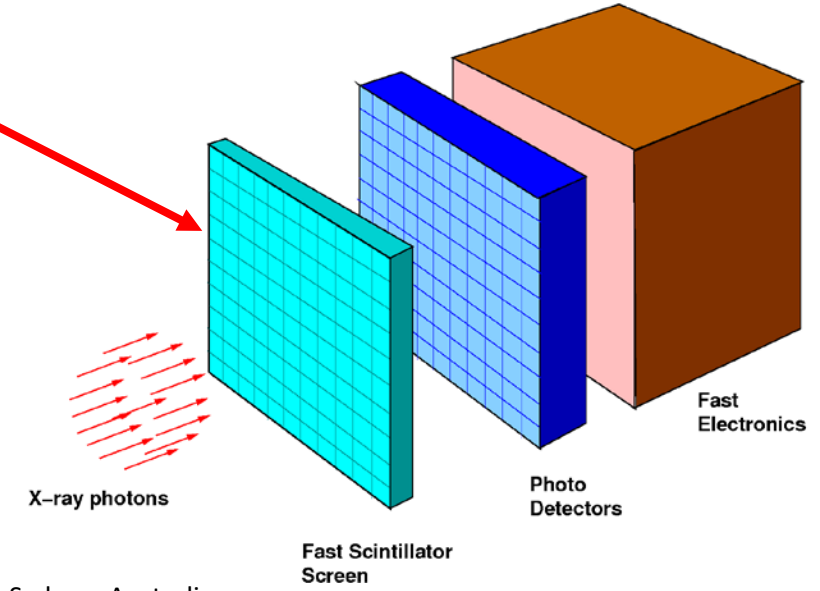 Fast
Electronics
Photo
Detectors
X−ray photons
Fast Scintillator
Screen